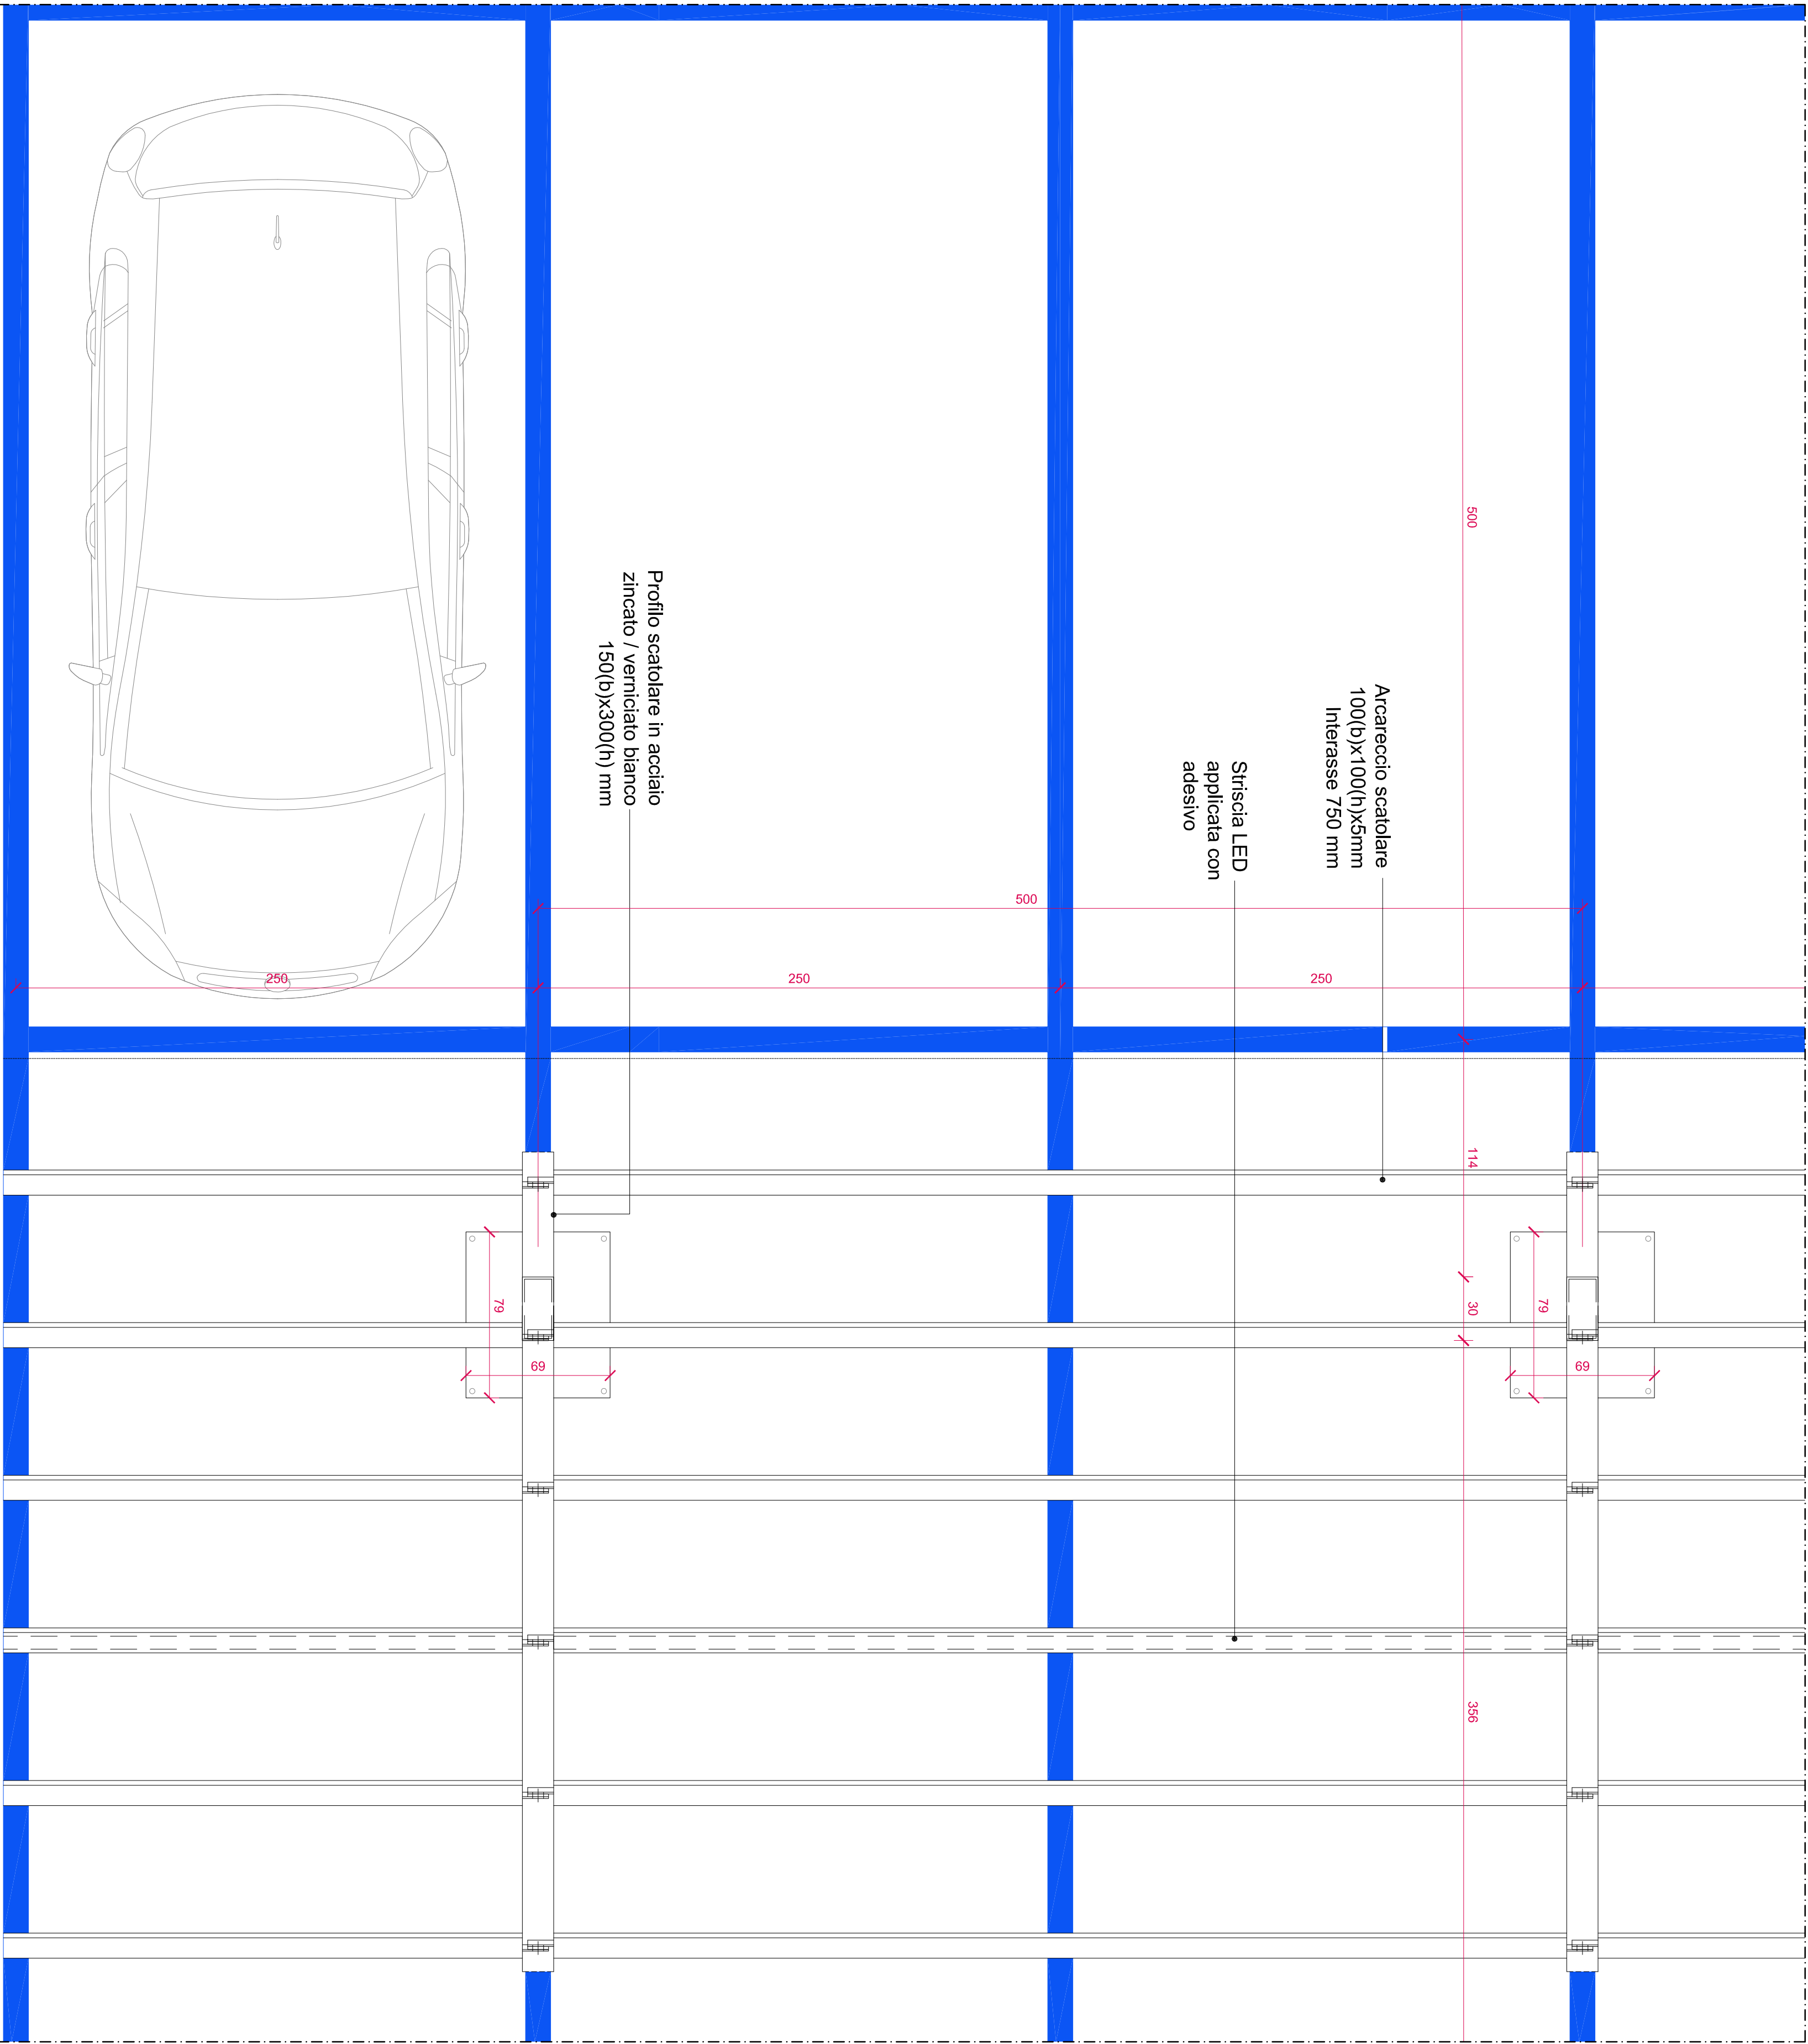 Profilo scatolare in acciaio
zincato / verniciato bianco
150(b)x300(h) mm
Arcareccio scatolare
100(b)x100(h)x5mm
Interasse 750 mm
Striscia LED
applicata con
adesivo
500
500
250
250
250
114
30
79
69
79
69
356